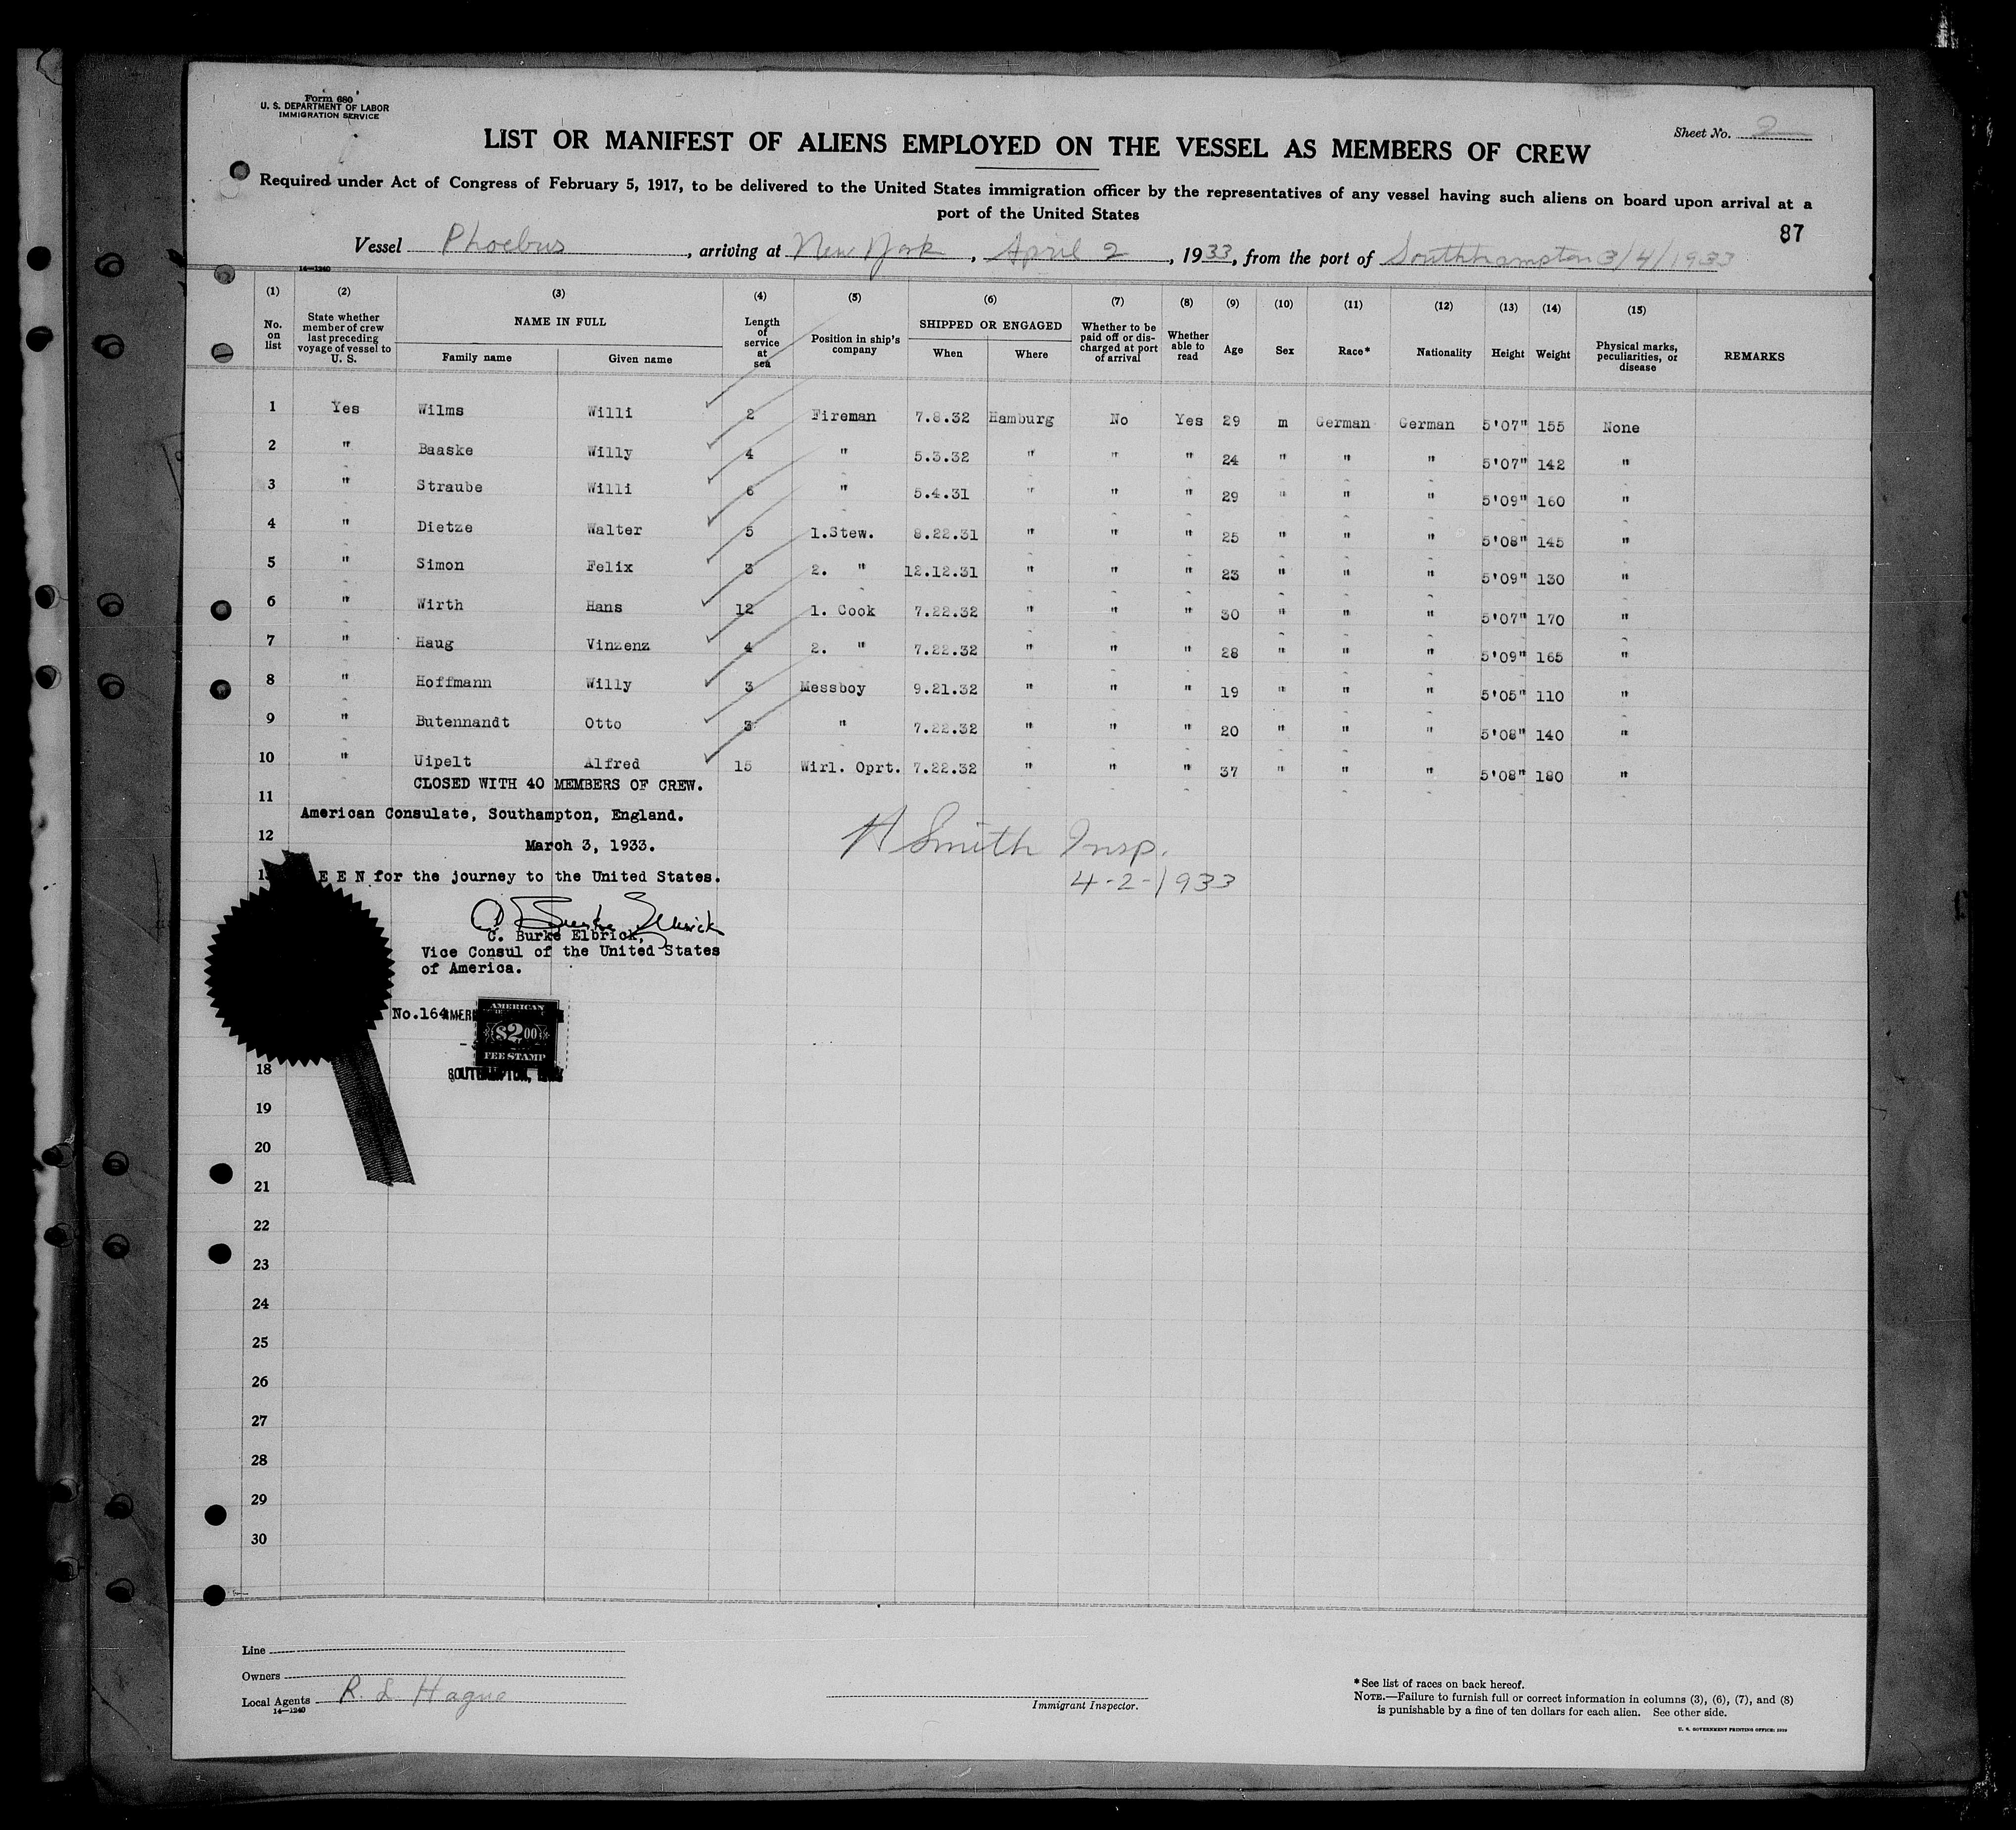 Form 680
U. S. DEPARTMENT OF LABOR
IMMIGRATION SERVICE
Sheet No. 2
LIST OR MANIFEST OF ALIENS EMPLOYED ON THE VESSEL AS MEMBERS OF CREW
Required under Act of Congress of February 5, 1917, to be delivered to the United States immigration officer by the representatives of any vessel having such aliens on board upon arrival at a
port of the United States
87
Vessel Phoebus, arriving at New York, April 2, 1933, from the port of Southhampton 3/4/1933
14—1240
(1) (2) (3) (4) (5) (6) (7) (8) (9) (10) (11) (12) (13) (14) (15)
No. on list
State whether member of crew last preceding voyage of vessel to U. S.
NAME IN FULL
Family name
Given name
Length of service at sea
Position in ship's company
SHIPPED OR ENGAGED
When
Where
Whether to be paid off or discharged at port of arrival
Whether able to read
Age
Sex
Race*
Nationality
Height
Weight
Physical marks, peculiarities, or disease
REMARKS
1 Yes Wilms Willi 2 Fireman 7.8.32 Hamburg No Yes 29 m German German 5'07" 155 None
2 " Baaske Willy 4 " 5.3.32 " " " 24 " " " 5'07" 142 "
3 " Straube Willi 6 " 5.4.31 " " " 29 " " " 5'09" 160 "
4 " Dietze Walter 5 1.Stew. 8.22.31 " " " 25 " " " 5'08" 145 "
5 " Simon Felix 3 2. " 12.12.31 " " " 23 " " " 5'09" 130 "
6 " Wirth Hans 12 1. Cook 7.22.32 " " " 30 " " " 5'07" 170 "
7 " Haug Vinzenz 4 2. " 7.22.32 " " " 28 " " " 5'09" 165 "
8 " Hoffmann Willy 3 Messboy 9.21.32 " " " 19 " " " 5'05" 110 "
9 " Butennandt Otto 3 " 7.22.32 " " " 20 " " " 5'08" 140 "
10 " Uipelt Alfred 15 Wirl. Oprt. 7.22.32 " " " 37 " " " 5'08" 180 "
CLOSED WITH 40 MEMBERS OF CREW.
11
American Consulate, Southampton, England.
12
March 3, 1933.
H Smith Insp.
4-2-1933
E E N for the journey to the United States.
C. Burke Elbrick
C. Burke Elbrick,
Vice Consul of the United States
of America.
No.164
AMERICAN
$2.00
FEE STAMP
18
19
20
21
22
23
24
25
26
27
28
29
30
Line
Owners
Local Agents R. L. Hague
14—1240
Immigrant Inspector.
*See list of races on back hereof.
NOTE.—Failure to furnish full or correct information in columns (3), (6), (7), and (8)
is punishable by a fine of ten dollars for each alien. See other side.